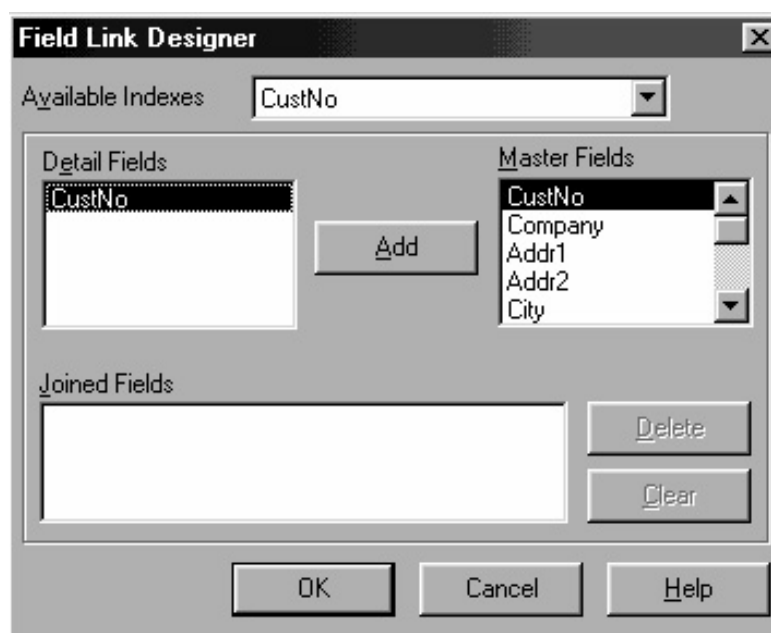 Field Link Designer
Available Indexes CustNo
Detail Fields
CustNo
Add
Master Fields
CustNo
Company
Addr1
Addr2
City
Joined Fields
Delete
Clear
OK Cancel Help